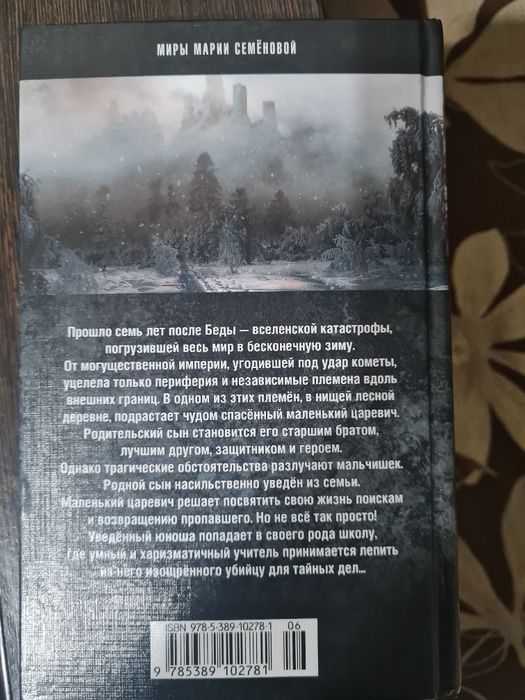 МИРЫ МАРИИ СЕМЁНОВОЙ
Прошло семь лет после Беды — вселенской катастрофы,
погрузившей весь мир в бесконечную зиму.
От могущественной империи, угодившей под удар кометы,
уцелела только периферия и независимые племена вдоль
внешних границ. В одном из этих племён, в нищей лесной
деревне, подрастает чудом спасённый маленький царевич.
Родительский сын становится его старшим братом,
лучшим другом, защитником и героем.
Однако трагические обстоятельства разлучают мальчишек.
Родной сын насильственно уведён из семьи.
Маленький царевич решает посвятить свою жизнь поискам
и возвращению пропавшего. Но не всё так просто!
Уведённый юноша попадает в своего рода школу,
где умный и харизматичный учитель принимается лепить
из него изощрённого убийцу для тайных дел...
ISBN 978-5-389-10278-1 06
9 785389 102781